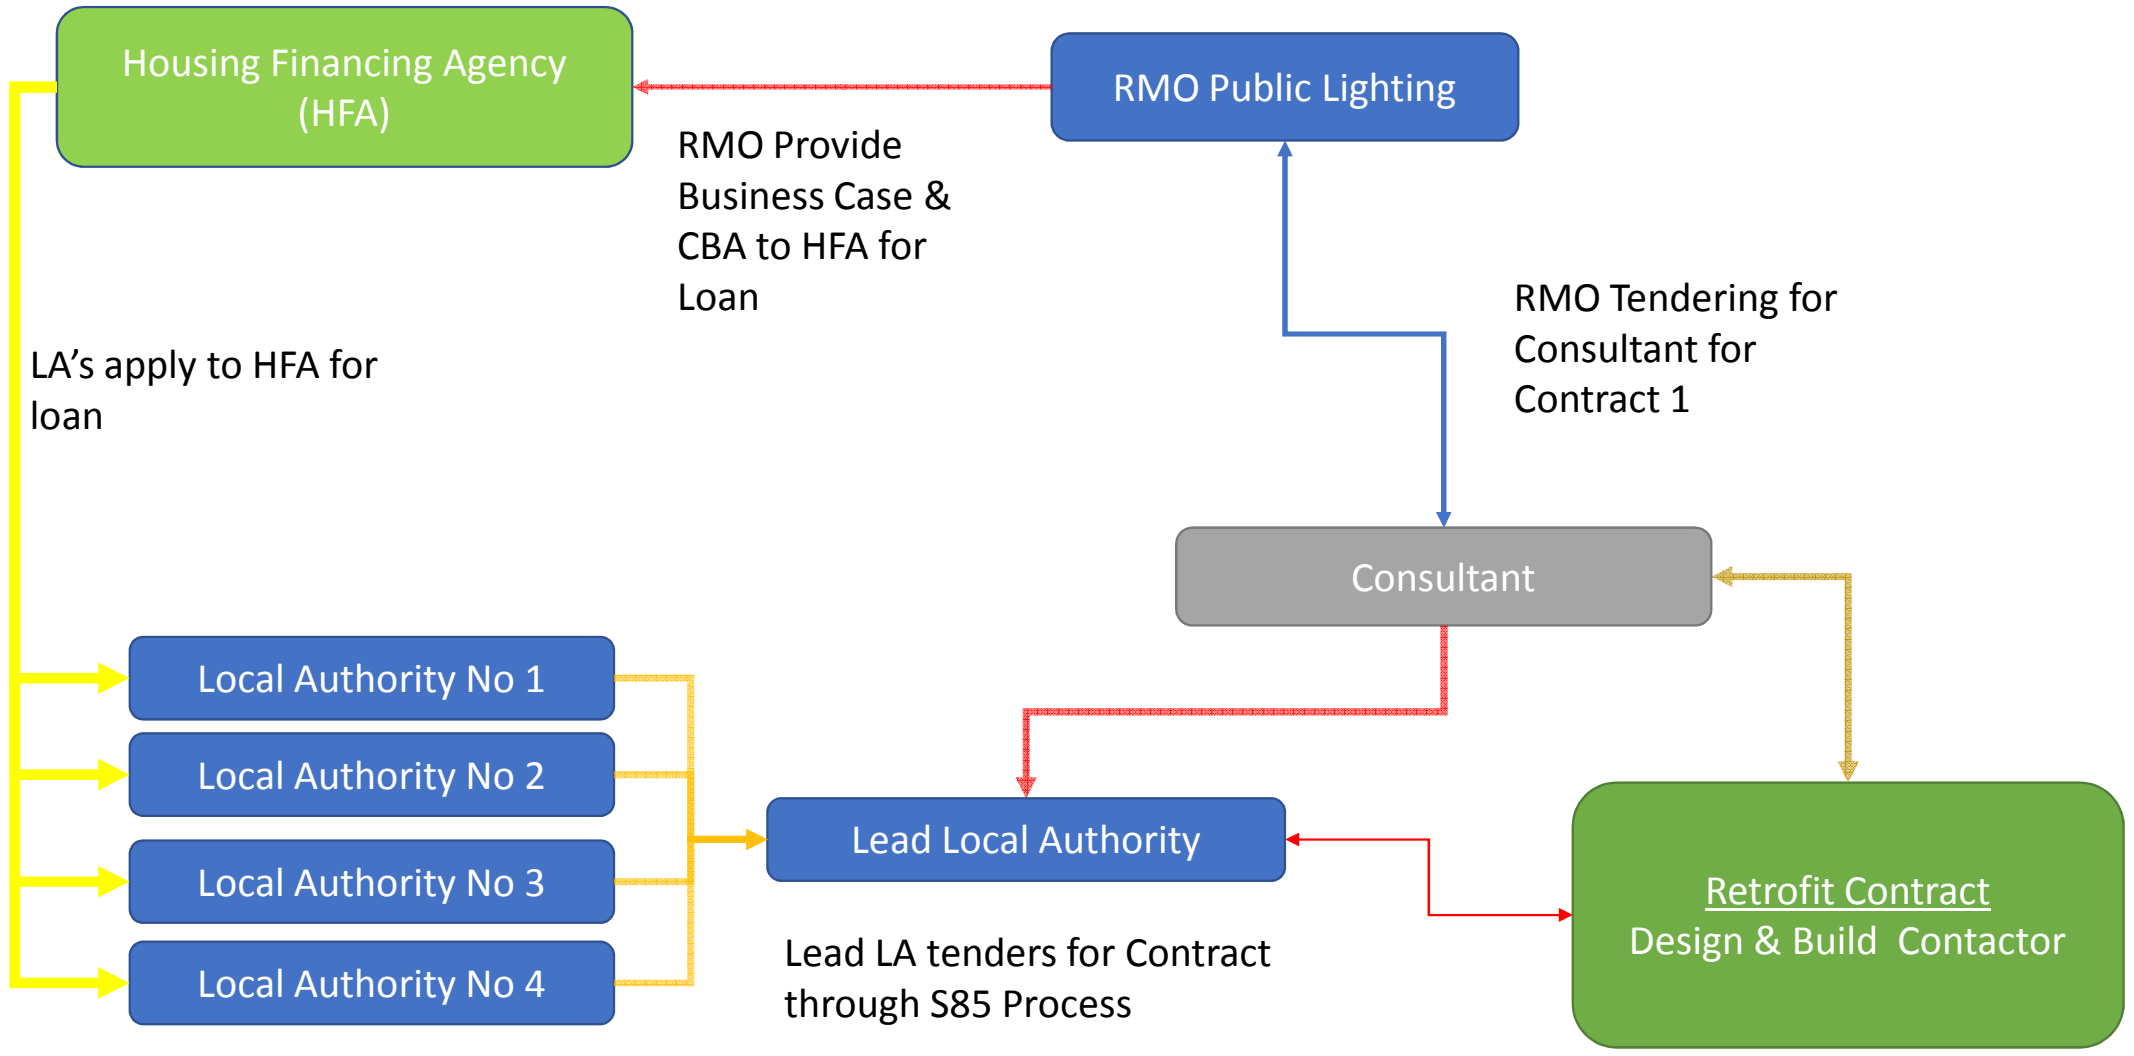 Housing Financing Agency
(HFA)
RMO Public Lighting
RMO Provide
Business Case &
CBA to HFA for
Loan
RMO Tendering for
Consultant for
Contract 1
LA's apply to HFA for
loan
Consultant
Local Authority No 1
Local Authority No 2
Local Authority No 3
Local Authority No 4
Lead Local Authority
Lead LA tenders for Contract
through S85 Process
Retrofit Contract
Design & Build  Contactor